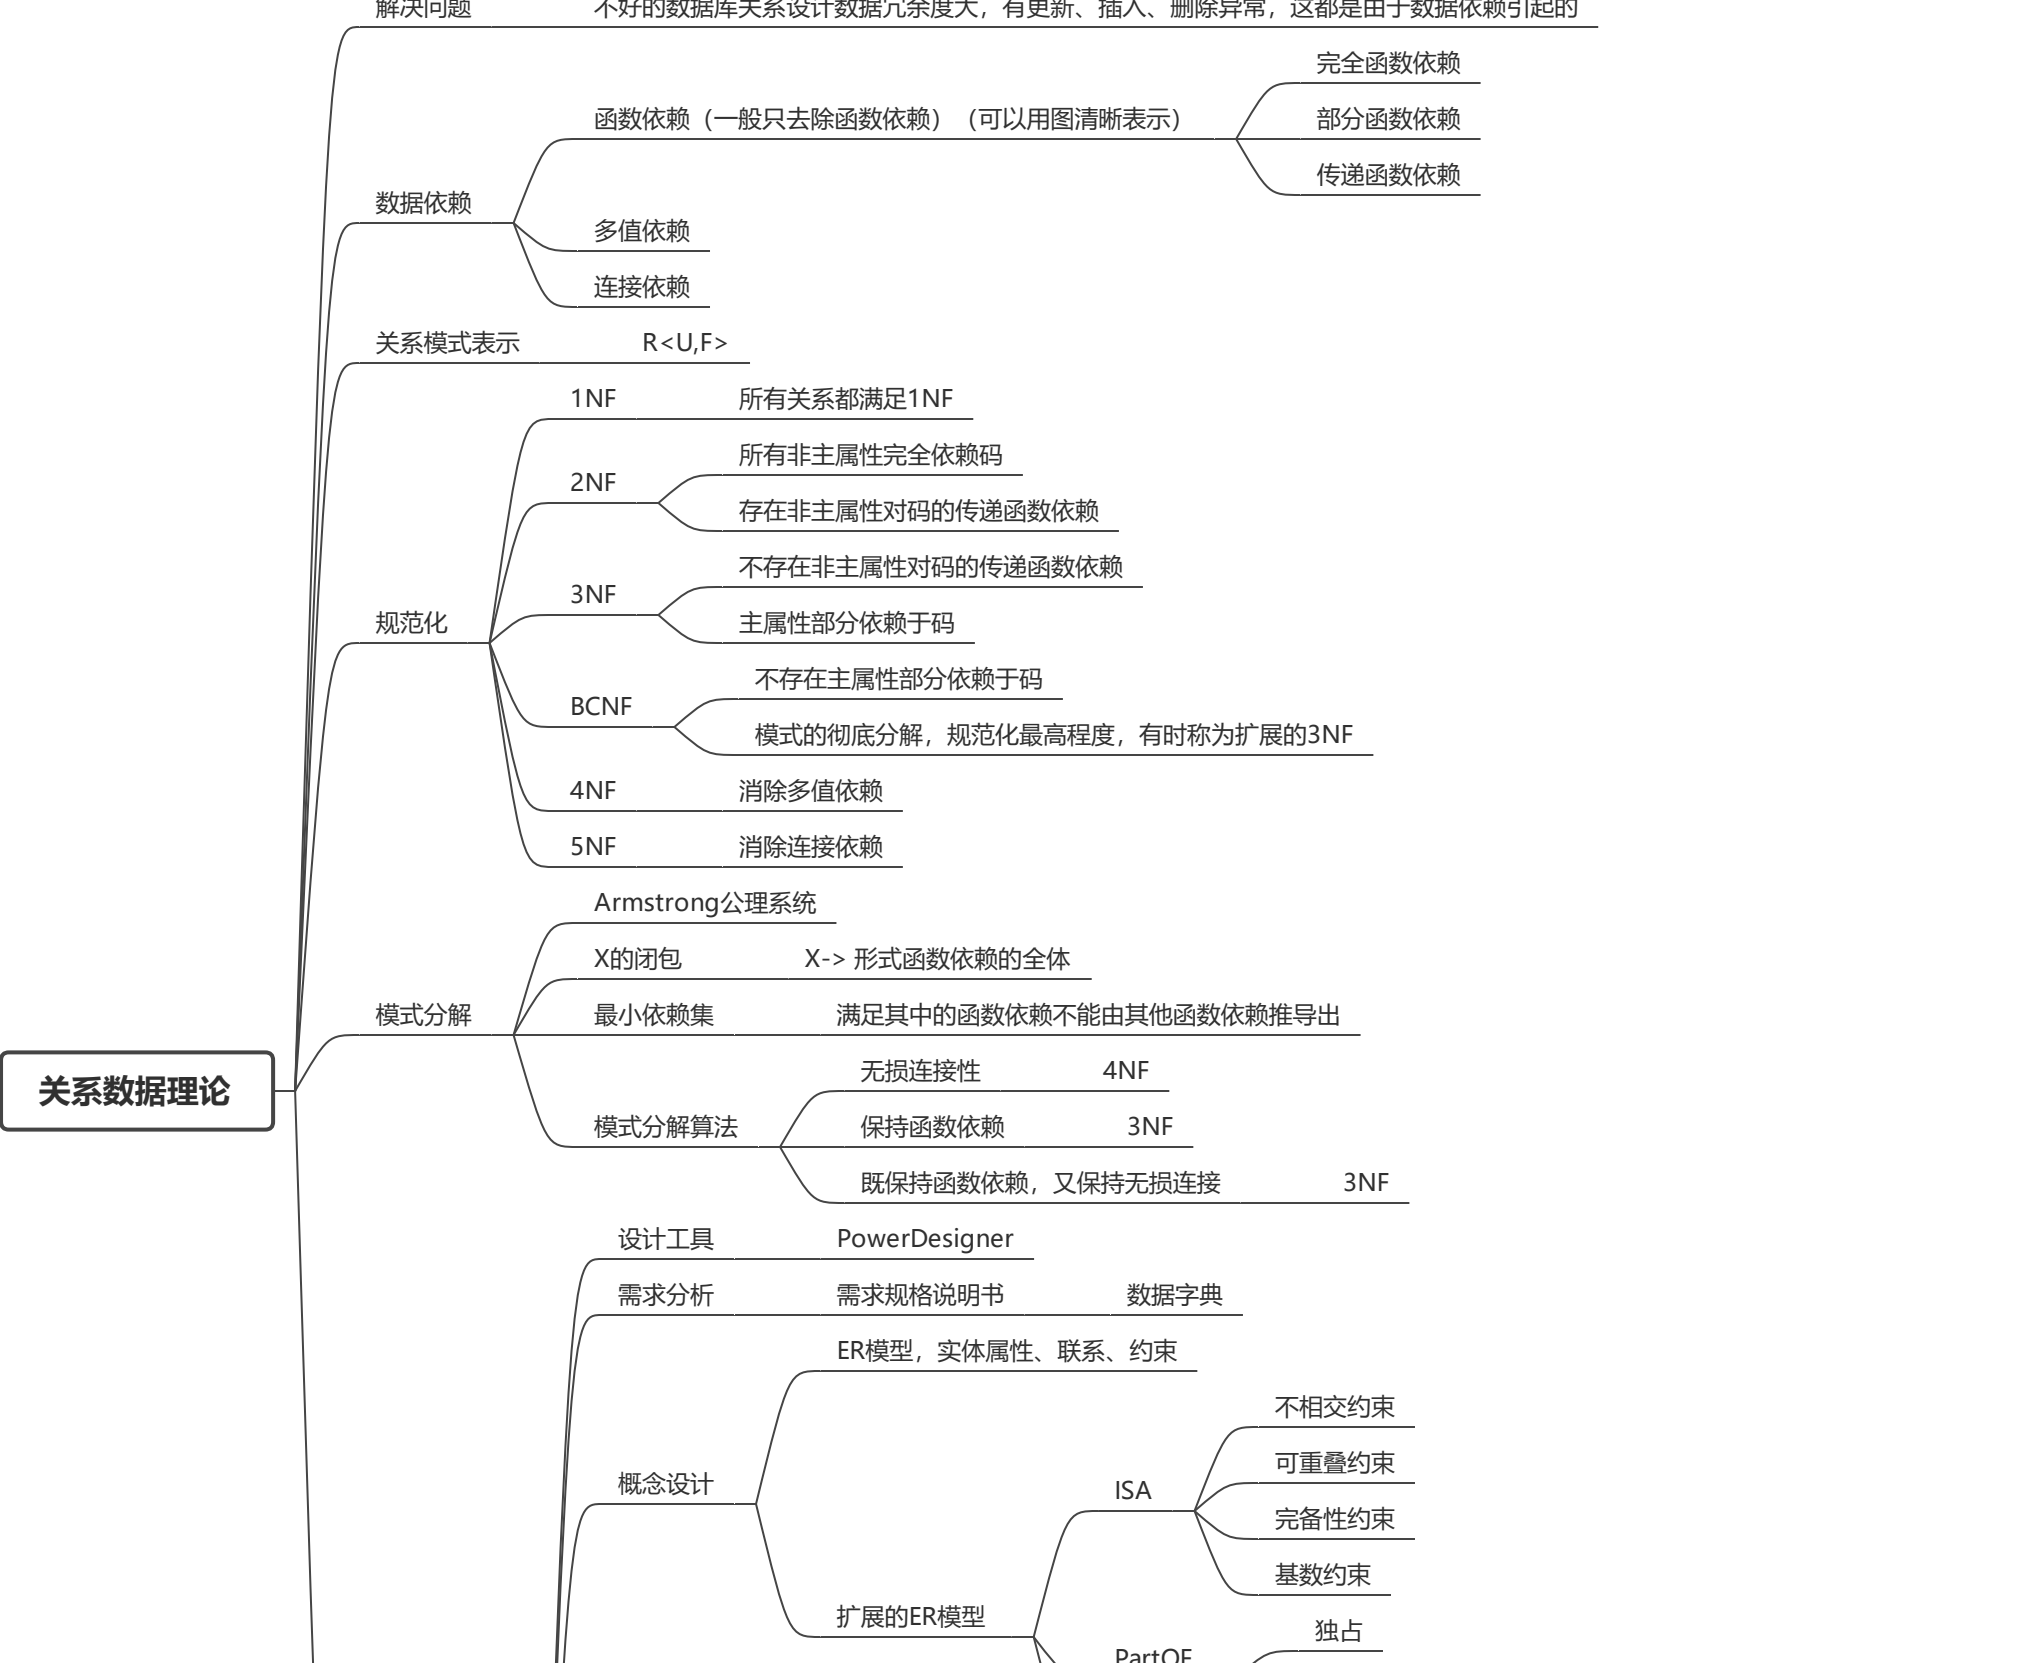 解决问题
不好的数据库关系设计数据冗余度大，有更新、插入、删除异常，这都是由于数据依赖引起的
完全函数依赖
函数依赖（一般只去除函数依赖）（可以用图清晰表示）
部分函数依赖
传递函数依赖
数据依赖
多值依赖
连接依赖
关系模式表示
R<U,F>
1NF
所有关系都满足1NF
所有非主属性完全依赖码
2NF
存在非主属性对码的传递函数依赖
不存在非主属性对码的传递函数依赖
3NF
主属性部分依赖于码
规范化
不存在主属性部分依赖于码
BCNF
模式的彻底分解，规范化最高程度，有时称为扩展的3NF
4NF
消除多值依赖
5NF
消除连接依赖
Armstrong公理系统
X的闭包
X-> 形式函数依赖的全体
模式分解
最小依赖集
满足其中的函数依赖不能由其他函数依赖推导出
无损连接性
4NF
关系数据理论
模式分解算法
保持函数依赖
3NF
既保持函数依赖，又保持无损连接
3NF
设计工具
PowerDesigner
需求分析
需求规格说明书
数据字典
ER模型，实体属性、联系、约束
不相交约束
概念设计
可重叠约束
ISA
完备性约束
基数约束
扩展的ER模型
独占
PartOF